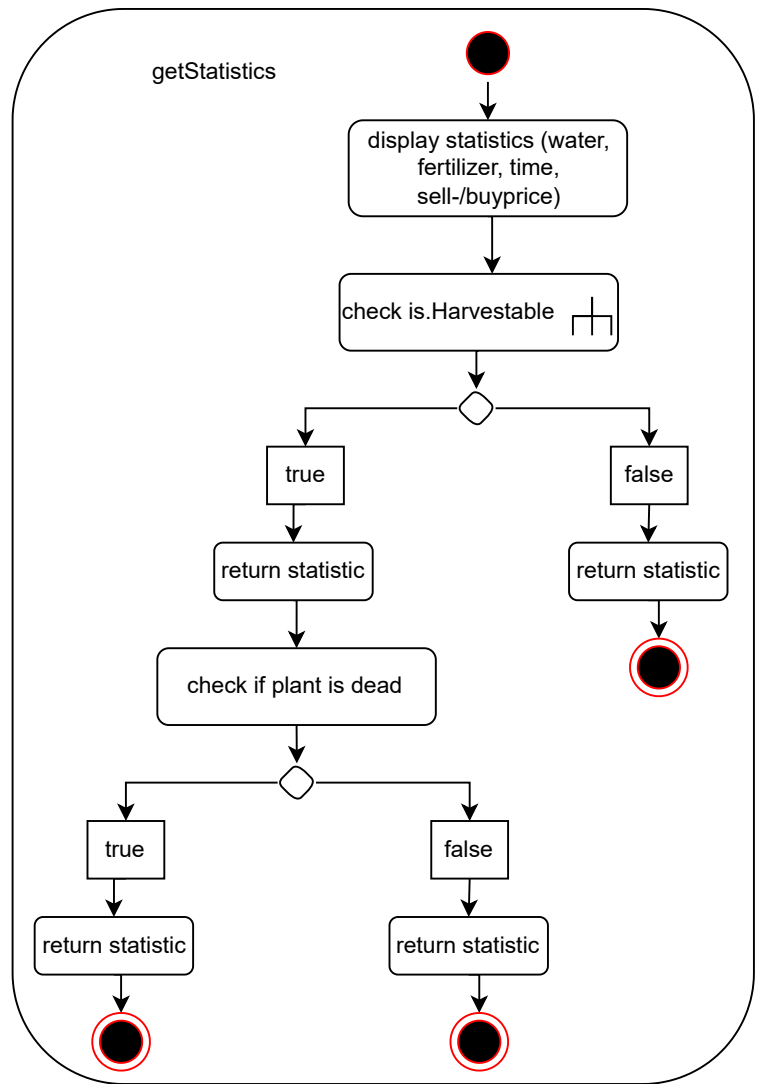 getStatistics
display statistics (water,
fertilizer, time,
sell-/buyprice)
check is.Harvestable
true
false
return statistic
return statistic
check if plant is dead
true
false
return statistic
return statistic